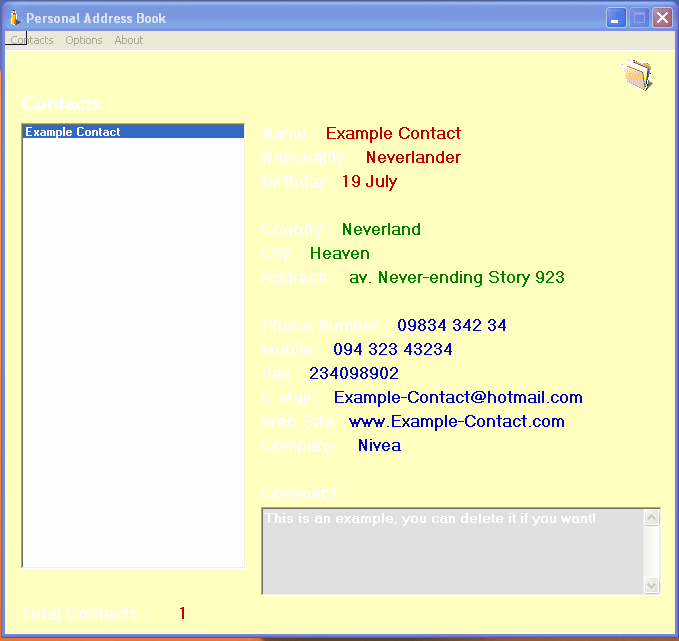 Personal Address Book
Contacts Options About
Contacts :
Example Contact
Name : Example Contact
Nationality : Neverlander
Birthday : 19 July
Country : Neverland
City : Heaven
Address : av. Never-ending Story 923
Phone Number : 09834 342 34
Mobile : 094 323 43234
Fax : 234098902
E-Mail : Example-Contact@hotmail.com
Web Site : www.Example-Contact.com
Company : Nivea
Comment
This is an example, you can delete it if you want!
Total Contacts 1